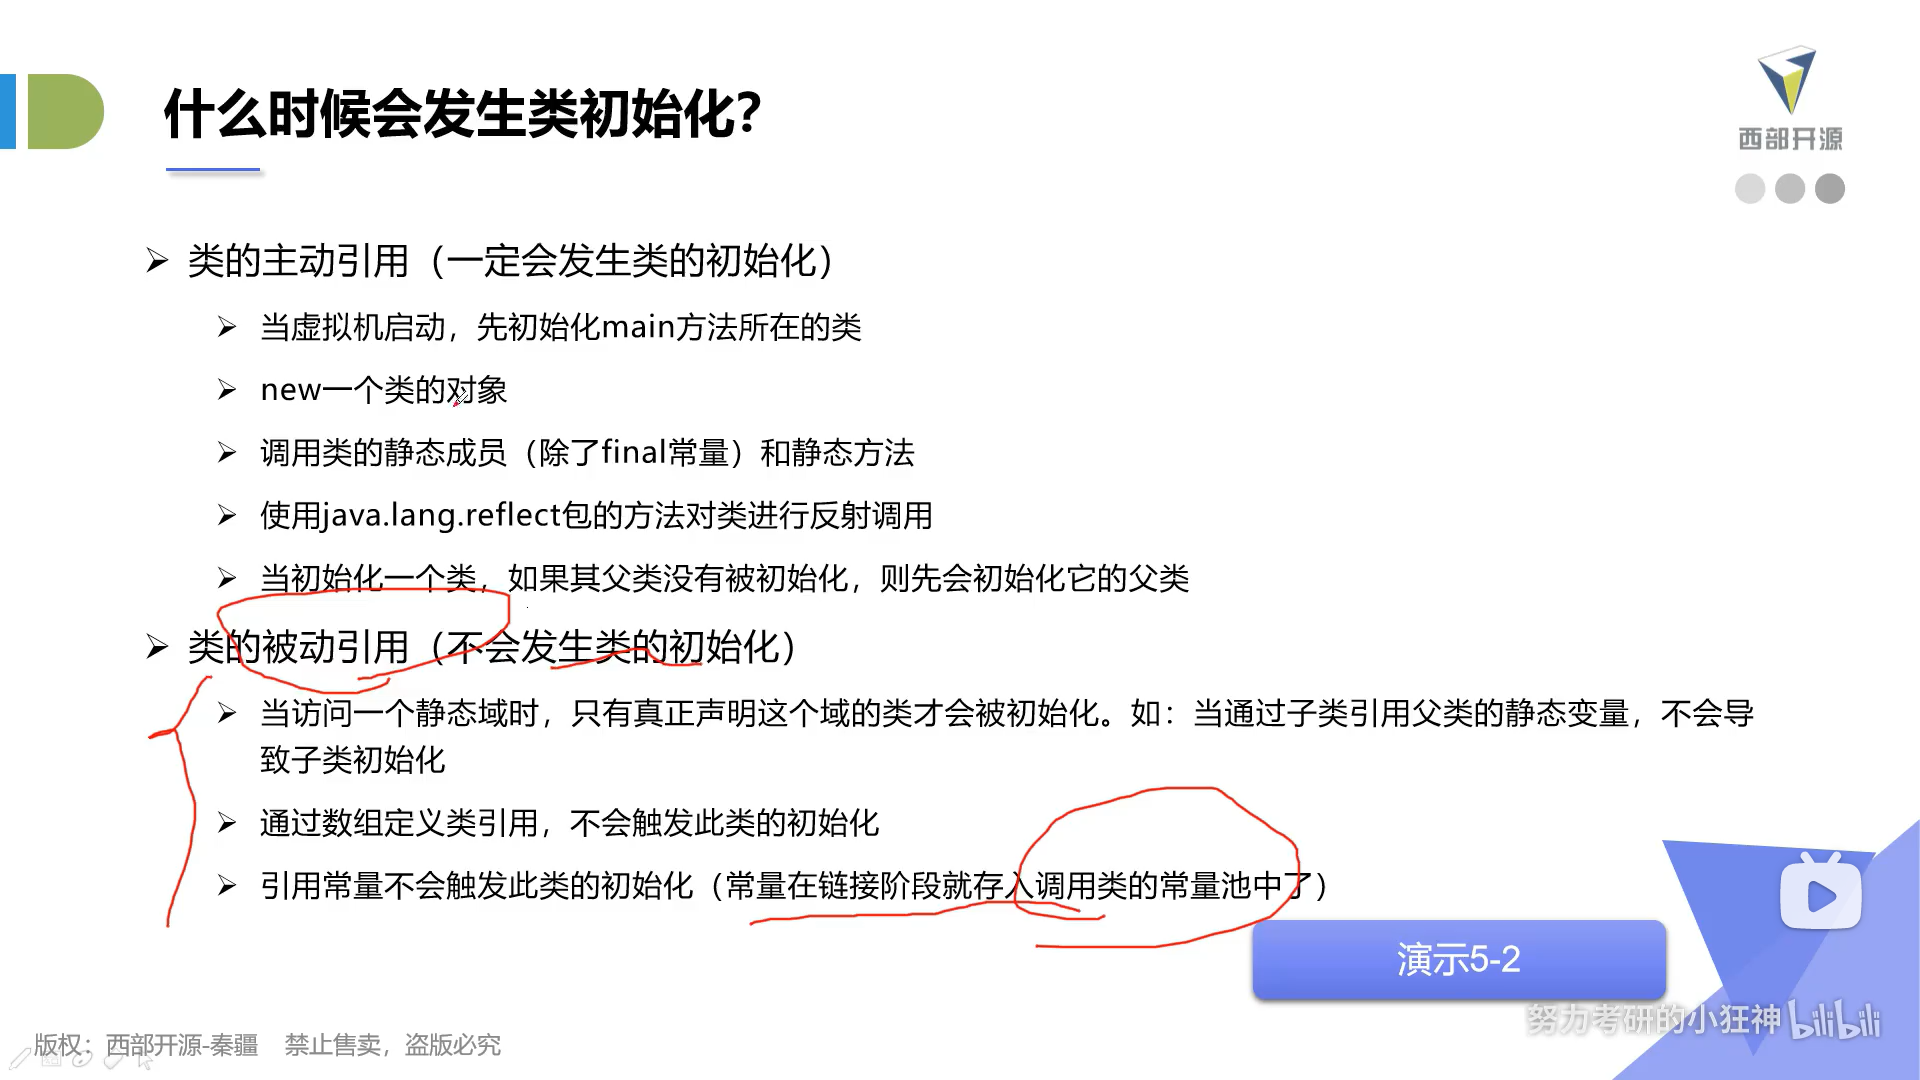 什么时候会发生类初始化？
西部开源
类的主动引用（一定会发生类的初始化）
当虚拟机启动，先初始化main方法所在的类
new一个类的对象
调用类的静态成员（除了final常量）和静态方法
使用java.lang.reflect包的方法对类进行反射调用
当初始化一个类，如果其父类没有被初始化，则先会初始化它的父类
类的被动引用（不会发生类的初始化）
当访问一个静态域时，只有真正声明这个域的类才会被初始化。如：当通过子类引用父类的静态变量，不会导
致子类初始化
通过数组定义类引用，不会触发此类的初始化
引用常量不会触发此类的初始化（常量在链接阶段就存入调用类的常量池中了）
演示5-2
努力考研的小狂神 bilibili
版权：西部开源-秦疆 禁止售卖，盗版必究